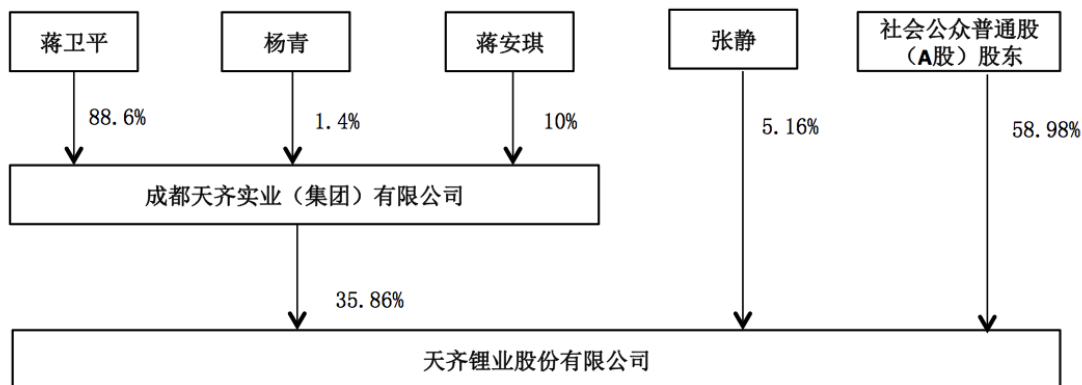 蒋卫平
杨青
蒋安琪
张静
社会公众普通股
（A股）股东
88.6%
1.4%
10%
5.16%
58.98%
成都天齐实业（集团）有限公司
35.86%
天齐锂业股份有限公司